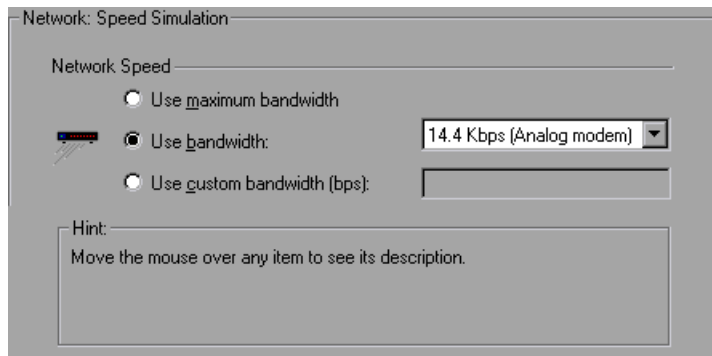 Network: Speed Simulation
Network Speed
Use maximum bandwidth
Use bandwidth: 14.4 Kbps (Analog modem)
Use custom bandwidth (bps):
Hint:
Move the mouse over any item to see its description.